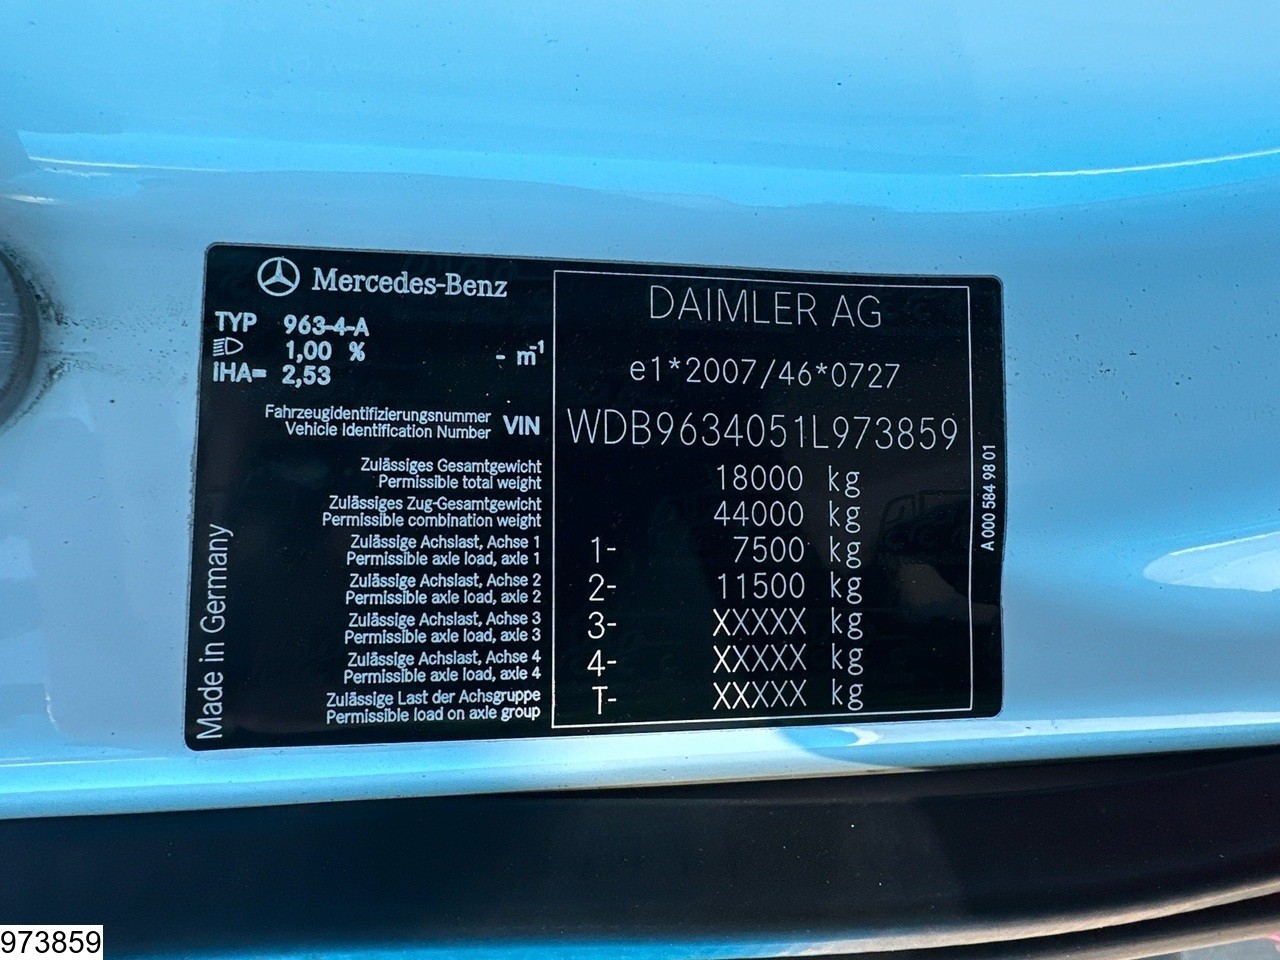 Mercedes-Benz
TYP 963-4-A
1,00 % - m-1
IHA= 2,53
DAIMLER AG
e1*2007/46*0727
Fahrzeugidentifizierungsnummer
Vehicle Identification Number VIN WDB9634051L973859
Zulässiges Gesamtgewicht
Permissible total weight 18000 kg
Zulässiges Zug-Gesamtgewicht
Permissible combination weight 44000 kg
Zulässige Achslast, Achse 1
Permissible axle load, axle 1 1- 7500 kg
Zulässige Achslast, Achse 2
Permissible axle load, axle 2 2- 11500 kg
Zulässige Achslast, Achse 3
Permissible axle load, axle 3 3- XXXXX kg
Zulässige Achslast, Achse 4
Permissible axle load, axle 4 4- XXXXX kg
Zulässige Last der Achsgruppe
Permissible load on axle group T- XXXXX kg
Made in Germany
A 000 584 98 01
973859